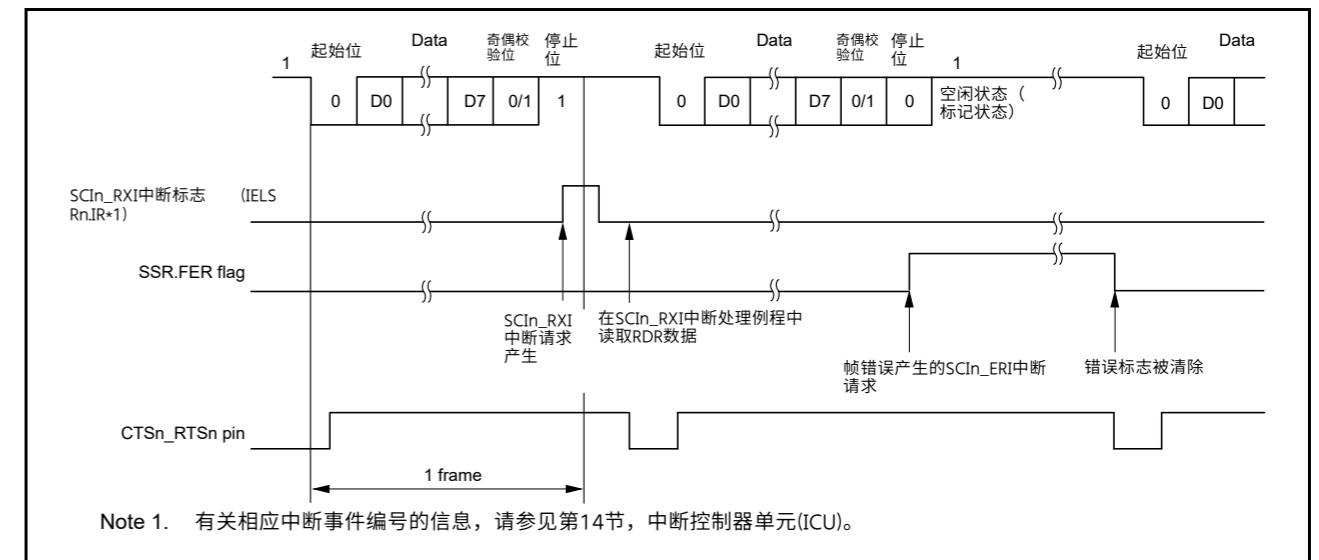 起始位 Data 奇偶校验位 停止位 起始位 Data 奇偶校验位 停止位 起始位 Data
1 1
0 D0 D7 0/1 1 0 D0 D7 0/1 0 空闲状态（标记状态） 0 D0
SCIn_RXI中断标志 (IELS
Rn.IR*1)
SSR.FER flag
SCIn_RXI
中断请求
产生
在SCIn_RXI中断处理例程中
读取RDR数据
帧错误产生的SCIn_ERI中断
请求
错误标志被清除
CTSn_RTSn pin
1 frame
Note 1. 有关相应中断事件编号的信息，请参见第14节，中断控制器单元(ICU)。